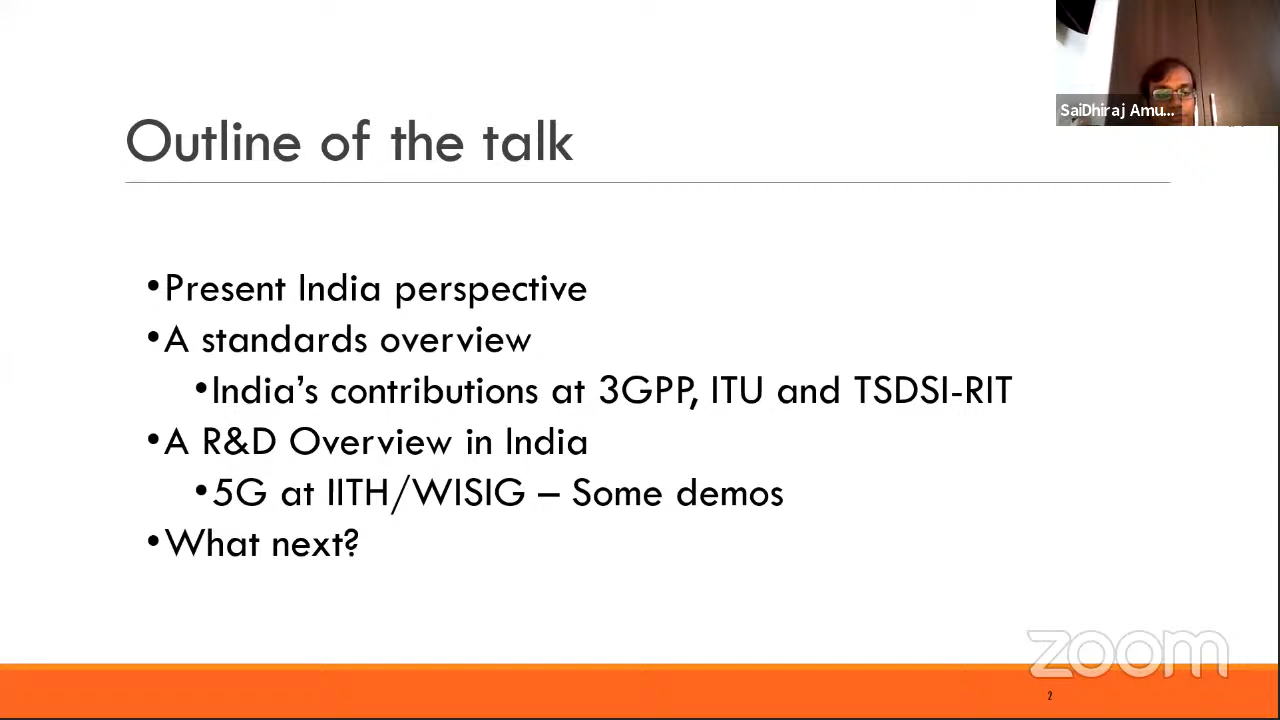 SaiDhiraj Amu...
Outline of the talk
•Present India perspective
•A standards overview
•India’s contributions at 3GPP, ITU and TSDSI-RIT
•A R&D Overview in India
•5G at IITH/WISIG – Some demos
•What next?
zoom
2